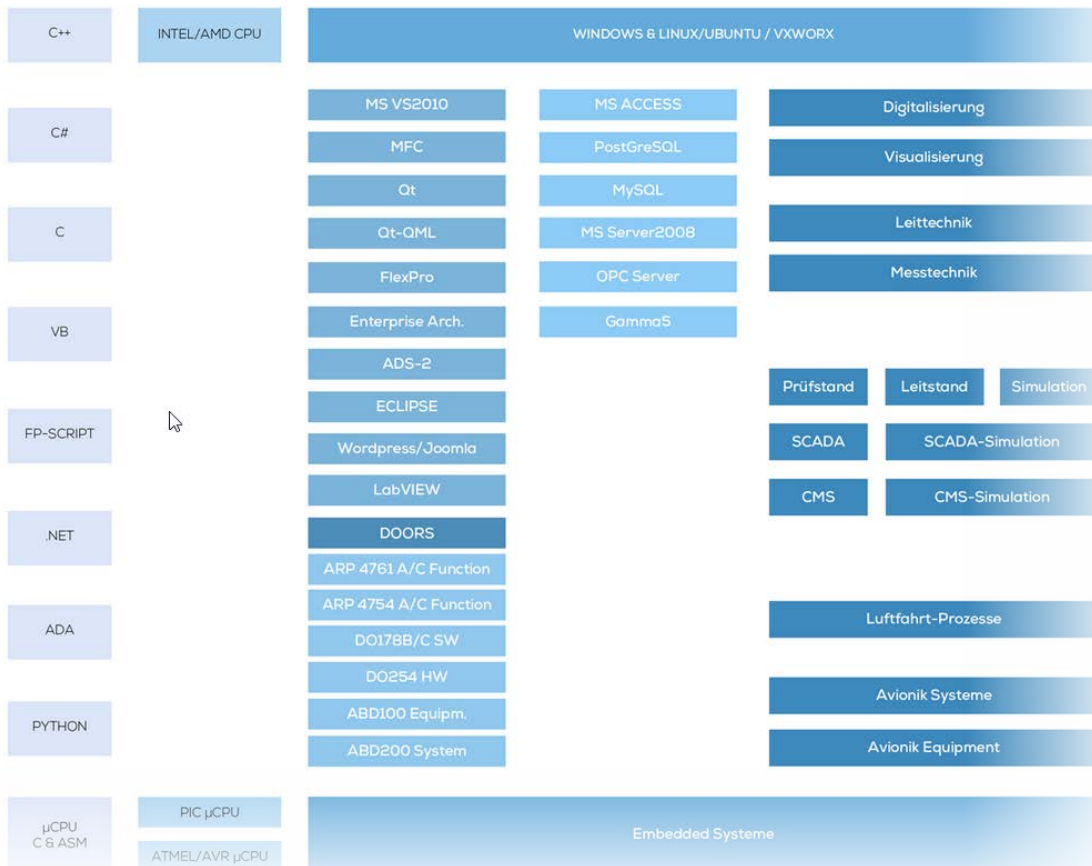 C++
INTEL/AMD CPU
WINDOWS & LINUX/UBUNTU / VXWORX
C#
C
VB
FP-SCRIPT
.NET
ADA
PYTHON
µCPU
C & ASM
MS VS2010
MFC
Qt
Qt-QML
FlexPro
Enterprise Arch.
ADS-2
ECLIPSE
Wordpress/Joomla
LabVIEW
DOORS
ARP 4761 A/C Function
ARP 4754 A/C Function
DO178B/C SW
DO254 HW
ABD100 Equipm.
ABD200 System
MS ACCESS
PostGreSQL
MySQL
MS Server2008
OPC Server
Gamma5
Digitalisierung
Visualisierung
Leittechnik
Messtechnik
Prüfstand
Leitstand
Simulation
SCADA
SCADA-Simulation
CMS
CMS-Simulation
Luftfahrt-Prozesse
Avionik Systeme
Avionik Equipment
PIC µCPU
ATMEL/AVR µCPU
Embedded Systeme